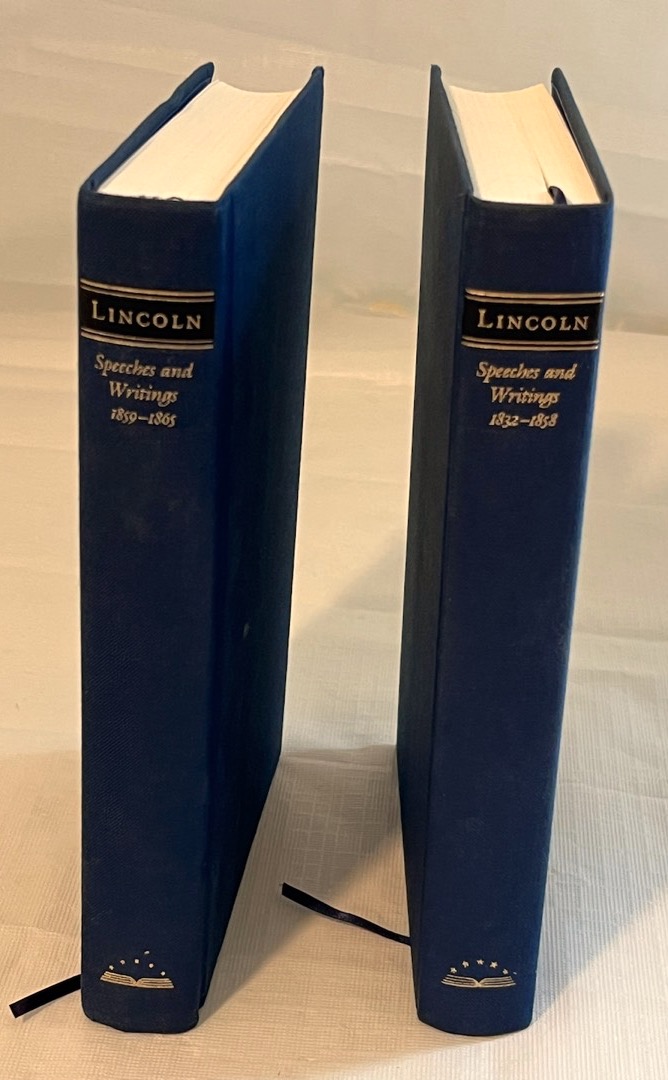 LINCOLN
Speeches and
Writings
1859–1865
LINCOLN
Speeches and
Writings
1832–1858